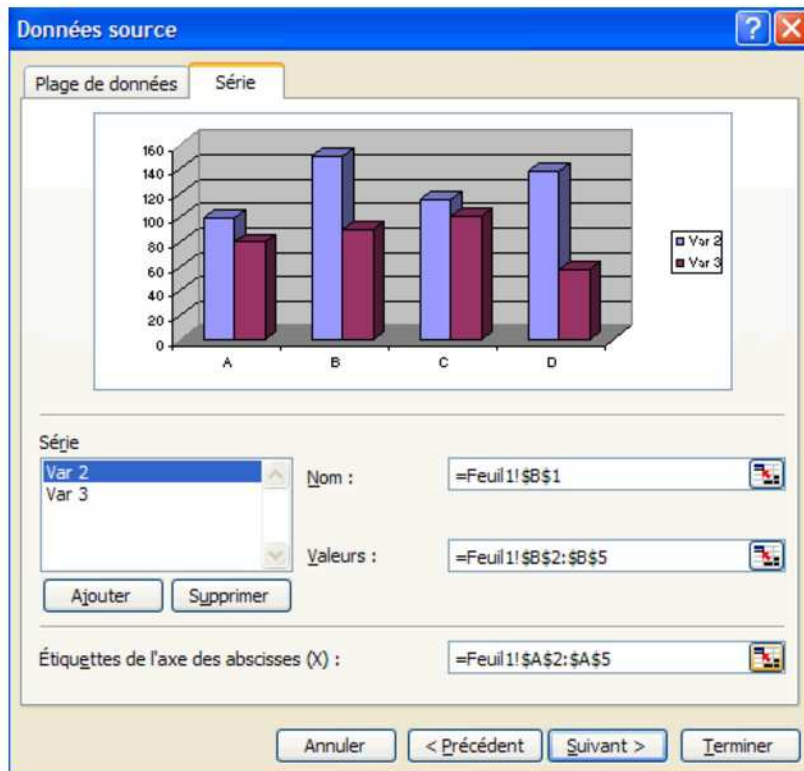 Données source
Plage de données Série
160
140
120
100
80
60
40
20
0
A B C D
Var 2
Var 3
Série
Var 2
Var 3
Nom :
=Feuil1!$B$1
Valeurs :
=Feuil1!$B$2:$B$5
Ajouter Supprimer
Étiquettes de l'axe des abscisses (X) :
=Feuil1!$A$2:$A$5
Annuler < Précédent Suivant > Terminer